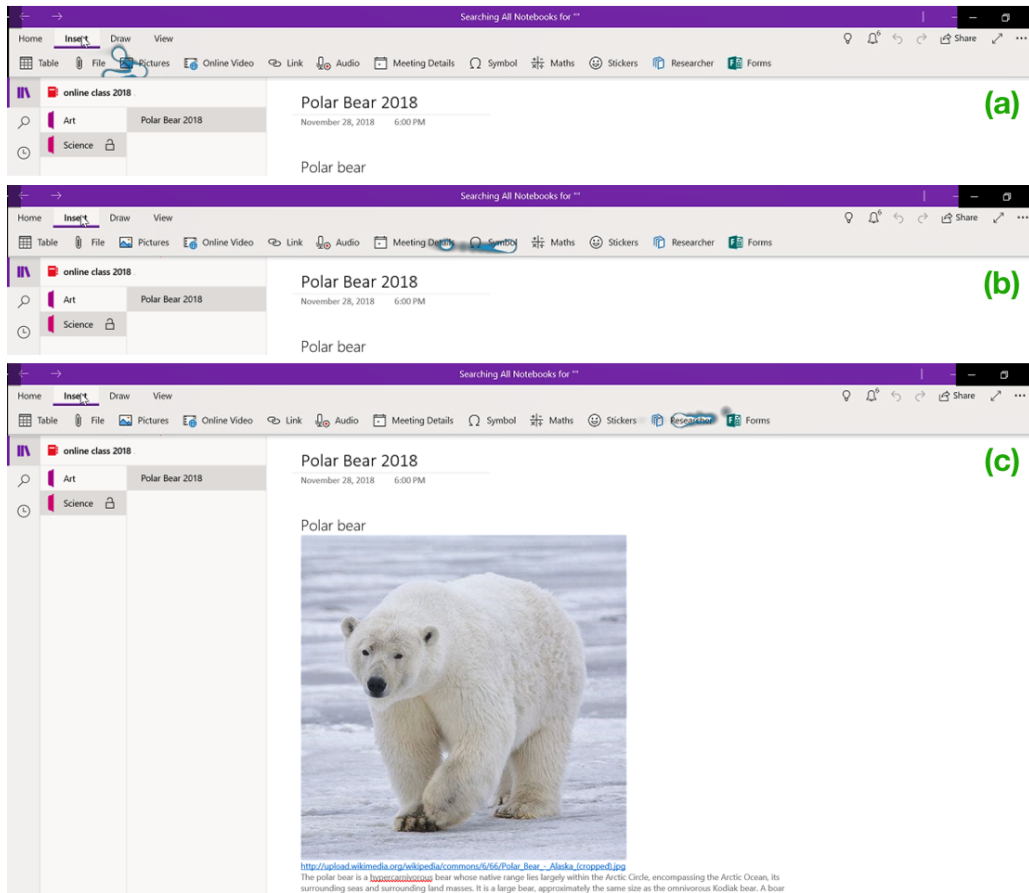 Searching All Notebooks for ""
Home Insert Draw View 6 Share
Table File Pictures Online Video Link Audio Meeting Details Symbol Maths Stickers Researcher Forms
online class 2018
(a)
Polar Bear 2018
Art Polar Bear 2018
November 28, 2018 6:00 PM
Science
Polar bear
Searching All Notebooks for ""
Home Insert Draw View 6 Share
Table File Pictures Online Video Link Audio Meeting Details Symbol Maths Stickers Researcher Forms
online class 2018
(b)
Polar Bear 2018
Art Polar Bear 2018
November 28, 2018 6:00 PM
Science
Polar bear
Searching All Notebooks for ""
Home Insert Draw View 6 Share
Table File Pictures Online Video Link Audio Meeting Details Symbol Maths Stickers Researcher Forms
online class 2018
(c)
Polar Bear 2018
Art Polar Bear 2018
November 28, 2018 6:00 PM
Science
Polar bear
http://upload.wikimedia.org/wikipedia/commons/6/66/Polar_Bear_-_Alaska_(cropped).jpg
The polar bear is a hypercarnivorous bear whose native range lies largely within the Arctic Circle, encompassing the Arctic Ocean, its
surrounding seas and surrounding land masses. It is a large bear, approximately the same size as the omnivorous Kodiak bear. A boar